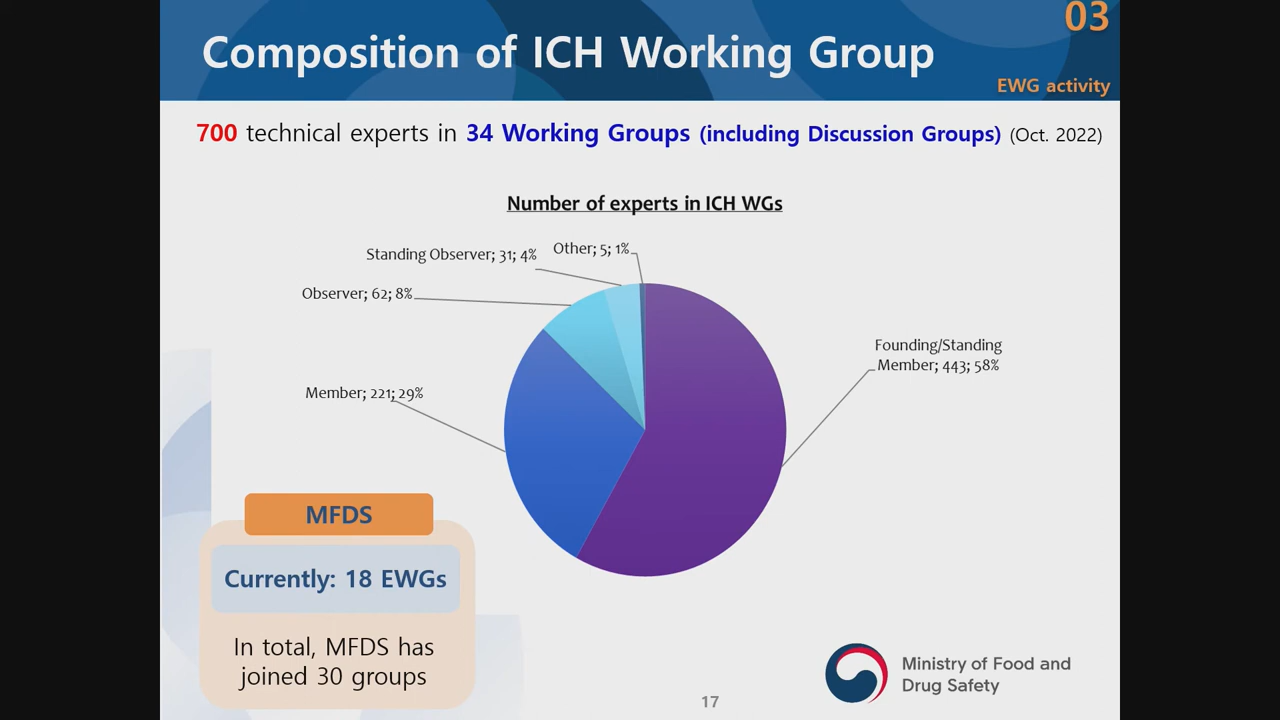 03
Composition of ICH Working Group
EWG activity
700 technical experts in 34 Working Groups (including Discussion Groups) (Oct. 2022)
Number of experts in ICH WGs
Standing Observer; 31; 4%
Other; 5; 1%
Observer; 62; 8%
Founding/Standing
Member; 443; 58%
Member; 221; 29%
MFDS
Currently: 18 EWGs
In total, MFDS has
joined 30 groups
Ministry of Food and
Drug Safety
17